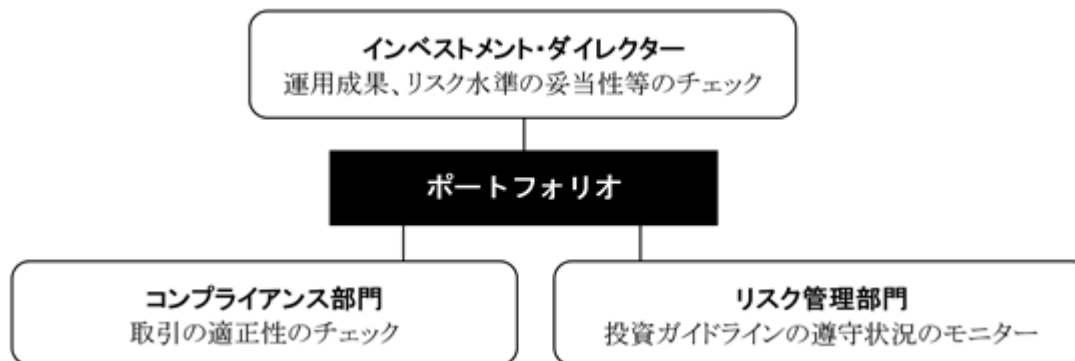 インベストメント・ダイレクター
運用成果、リスク水準の妥当性等のチェック
ポートフォリオ
コンプライアンス部門
取引の適正性のチェック
リスク管理部門
投資ガイドラインの遵守状況のモニター